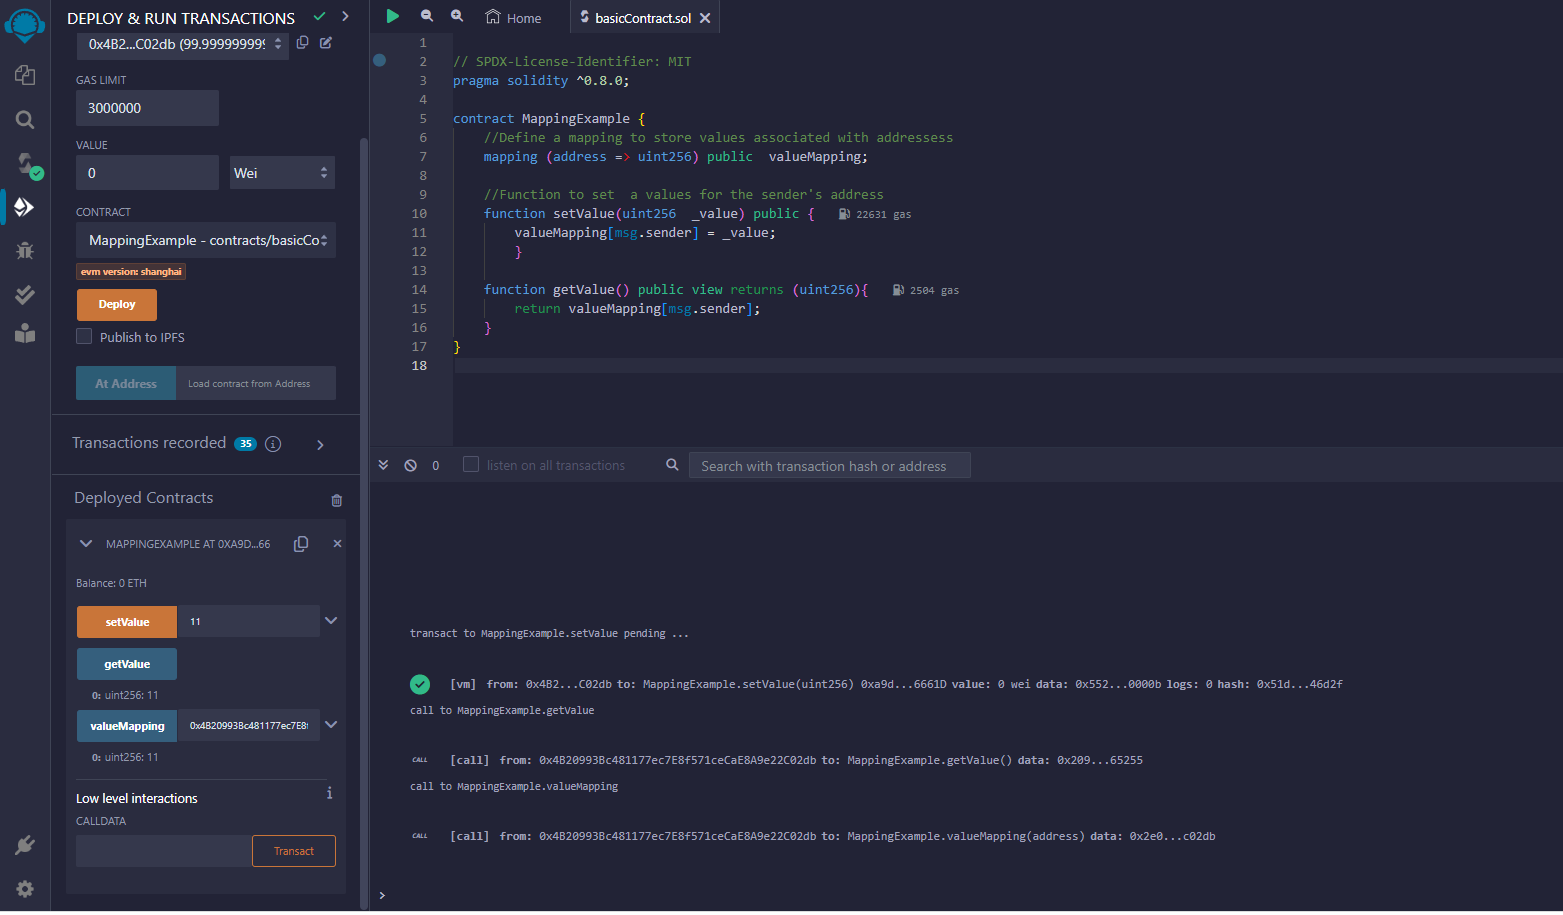 DEPLOY & RUN TRANSACTIONS
0x4B2...C02db (99.999999999
GAS LIMIT
3000000
VALUE
0
Wei
CONTRACT
MappingExample - contracts/basicCo
evm version: shanghai
Deploy
Publish to IPFS
At Address
Load contract from Address
Transactions recorded 35 i
Deployed Contracts
MAPPINGEXAMPLE AT 0XA9D...66
Balance: 0 ETH
setValue
11
getValue
0: uint256: 11
valueMapping
0x4B20993Bc481177ec7E8f
0: uint256: 11
Low level interactions
i
CALLDATA
Transact
Home
basicContract.sol
1
2 // SPDX-License-Identifier: MIT
3 pragma solidity ^0.8.0;
4
5 contract MappingExample {
6 //Define a mapping to store values associated with addressess
7 mapping (address => uint256) public  valueMapping;
8
9 //Function to set  a values for the sender's address
10 function setValue(uint256  _value) public { 22631 gas
11 valueMapping[msg.sender] = _value;
12 }
13
14 function getValue() public view returns (uint256){ 2504 gas
15 return valueMapping[msg.sender];
16 }
17 }
18
0
listen on all transactions
Search with transaction hash or address
transact to MappingExample.setValue pending ...
[vm] from: 0x4B2...C02db to: MappingExample.setValue(uint256) 0xa9d...6661D value: 0 wei data: 0x552...0000b logs: 0 hash: 0x51d...46d2f
call to MappingExample.getValue
CALL [call] from: 0x4B20993Bc481177ec7E8f571ceCaE8A9e22C02db to: MappingExample.getValue() data: 0x209...65255
call to MappingExample.valueMapping
CALL [call] from: 0x4B20993Bc481177ec7E8f571ceCaE8A9e22C02db to: MappingExample.valueMapping(address) data: 0x2e0...c02db
>